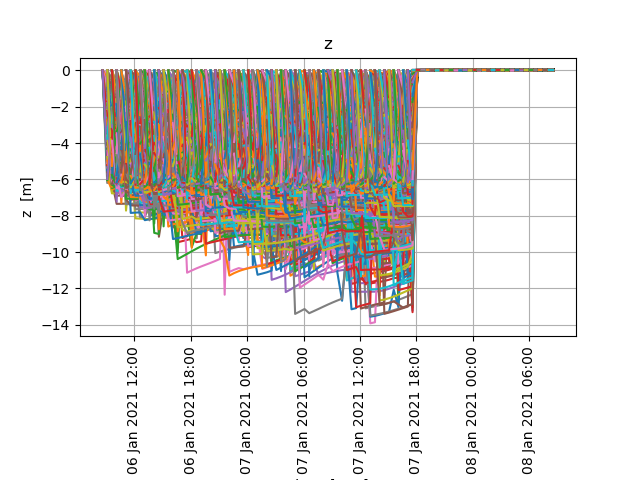 z
0
−2
−4
−6
−8
−10
−12
−14
z [m]
06 Jan 2021 12:00
06 Jan 2021 18:00
07 Jan 2021 00:00
07 Jan 2021 06:00
07 Jan 2021 12:00
07 Jan 2021 18:00
08 Jan 2021 00:00
08 Jan 2021 06:00